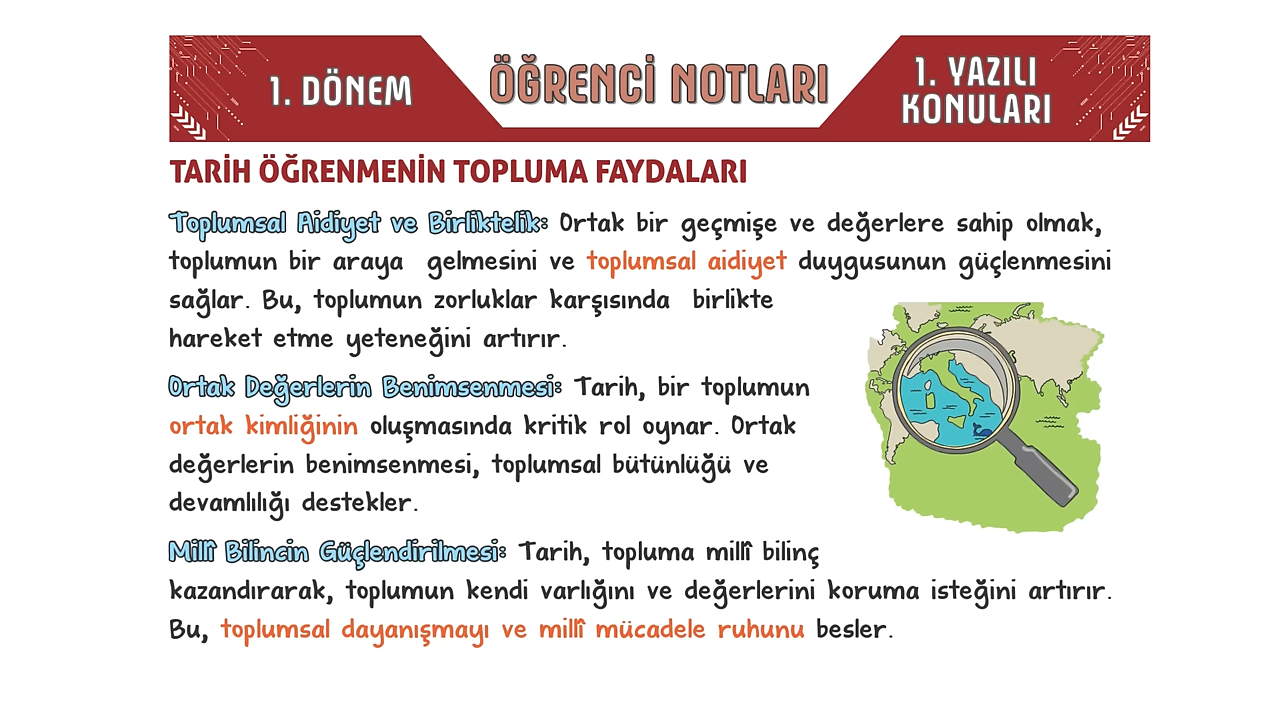 1. DÖNEM
ÖĞRENCİ NOTLARI
1. YAZILI
KONULARI
TARİH ÖĞRENMENİN TOPLUMA FAYDALARI
Toplumsal Aidiyet ve Birliktelik: Ortak bir geçmişe ve değerlere sahip olmak,
toplumun bir araya gelmesini ve toplumsal aidiyet duygusunun güçlenmesini
sağlar. Bu, toplumun zorluklar karşısında birlikte
hareket etme yeteneğini artırır.
Ortak Değerlerin Benimsenmesi: Tarih, bir toplumun
ortak kimliğinin oluşmasında kritik rol oynar. Ortak
değerlerin benimsenmesi, toplumsal bütünlüğü ve
devamlılığı destekler.
Millî Bilincin Güçlendirilmesi: Tarih, topluma millî bilinç
kazandırarak, toplumun kendi varlığını ve değerlerini koruma isteğini artırır.
Bu, toplumsal dayanışmayı ve millî mücadele ruhunu besler.